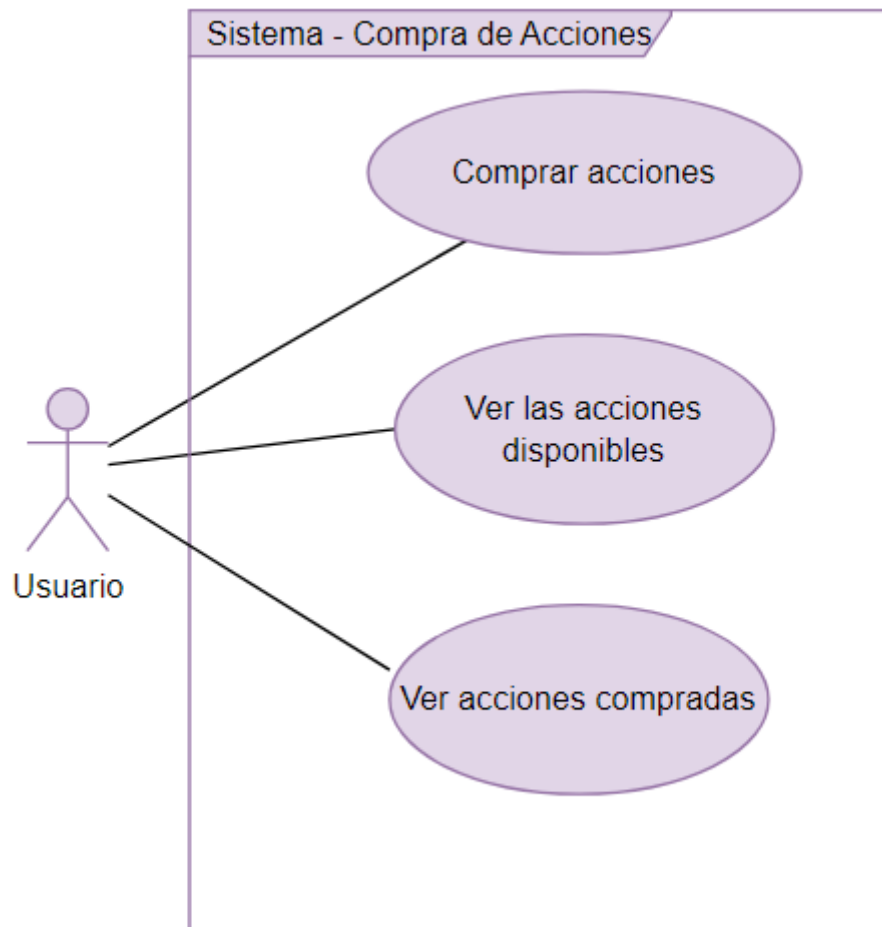 Sistema - Compra de Acciones
Comprar acciones
Ver las acciones
disponibles
Usuario
Ver acciones compradas